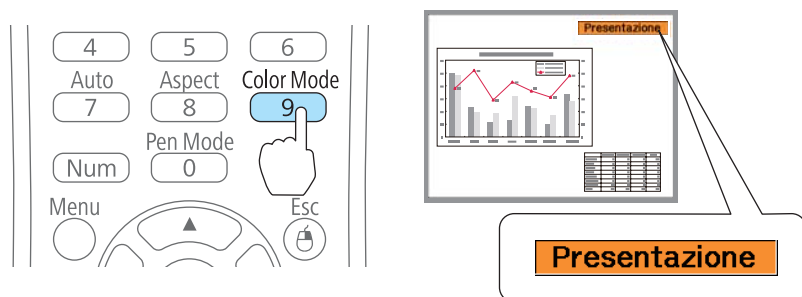 4 5 6
Auto Aspect Color Mode
7 8 9
Pen Mode
Num 0
Menu Esc
Presentazione
Presentazione